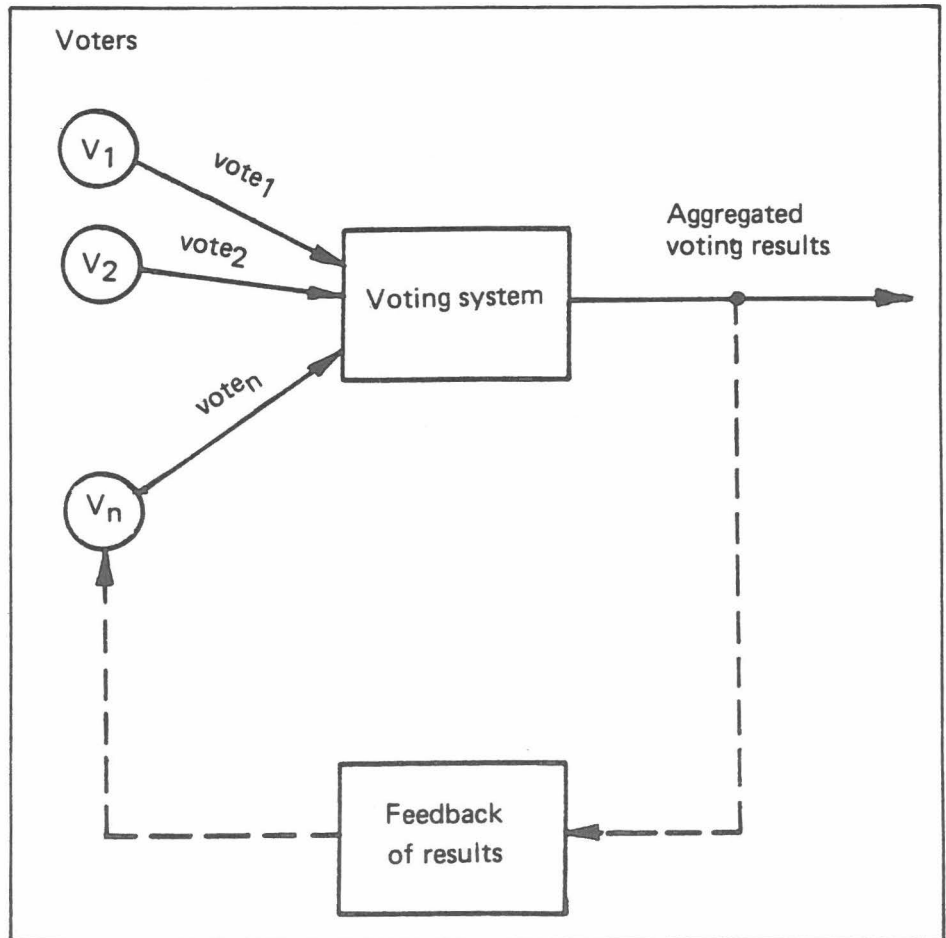 Voters
V1
vote1
V2
vote2
Voting system
Aggregated
voting results
voten
Vn
Feedback
of results